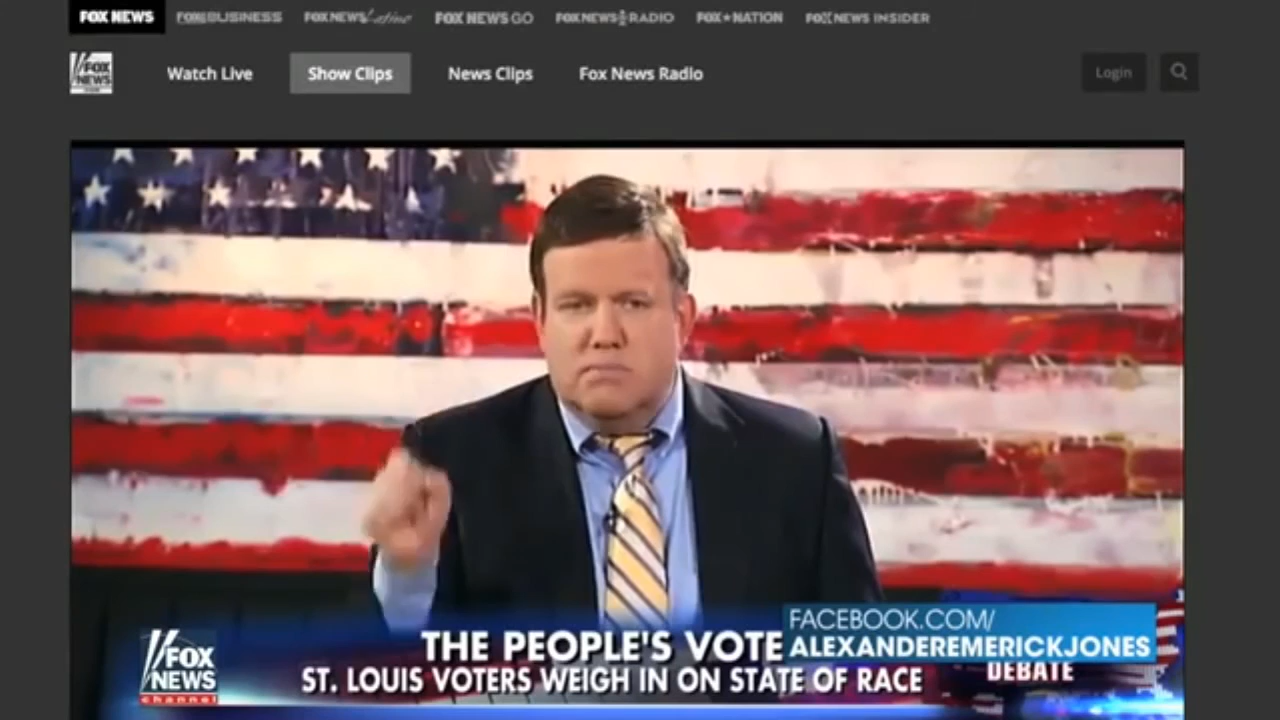 FOX NEWS FOX BUSINESS FOX NEWS Latino FOX NEWS GO FOX NEWS RADIO FOX★NATION FOX NEWS INSIDER
FOX
NEWS
Watch Live Show Clips News Clips Fox News Radio Login
FACEBOOK.COM/
THE PEOPLE'S VOTE ALEXANDEREMERICKJONES
ST. LOUIS VOTERS WEIGH IN ON STATE OF RACE
DEBATE
FOX
NEWS
channel